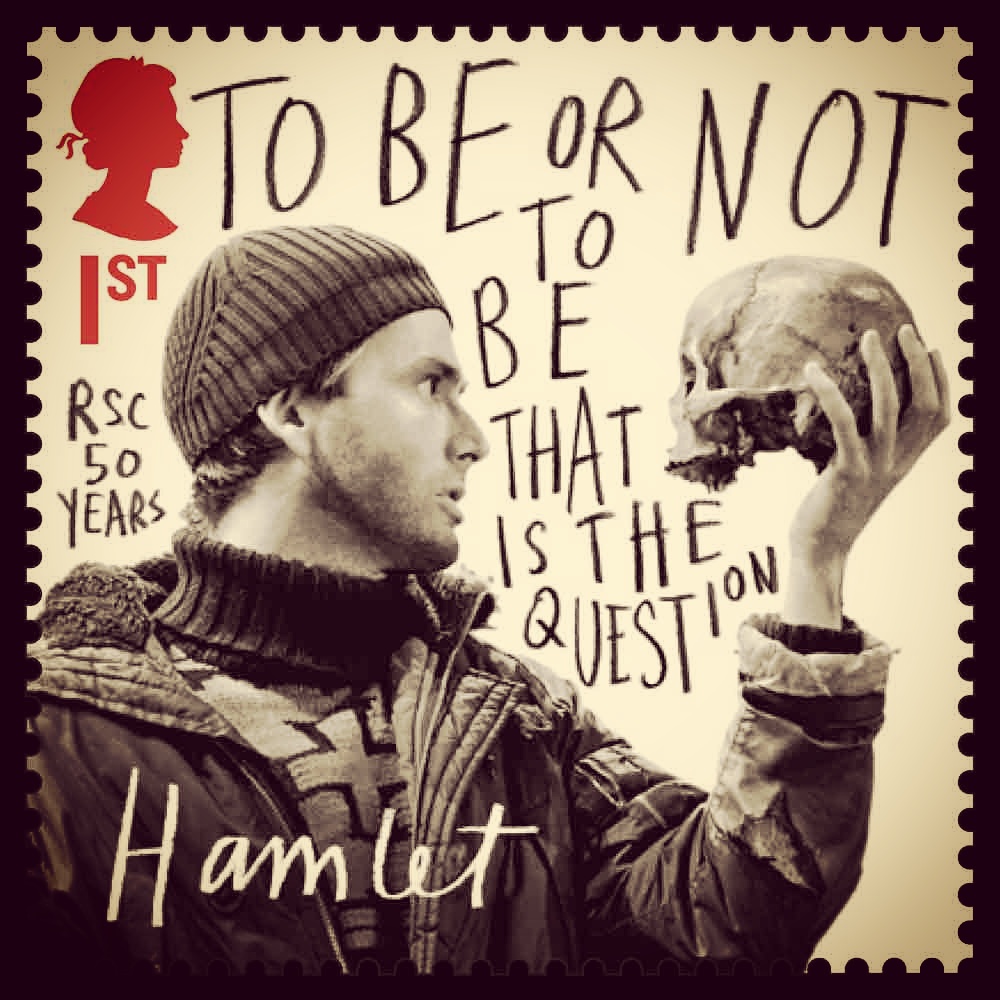 TO BE OR NOT
TO
BE
THAT
IS THE
QUESTION
1ST
RSC
50
YEARS
Hamlet